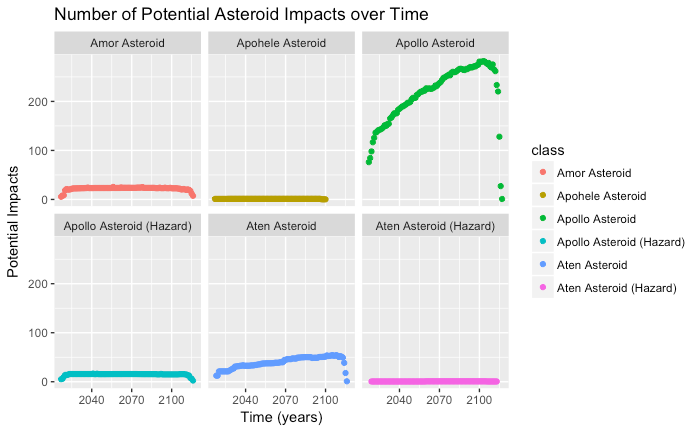 Number of Potential Asteroid Impacts over Time
Amor Asteroid
Apohele Asteroid
Apollo Asteroid
200
100
0
Apollo Asteroid (Hazard)
Aten Asteroid
Aten Asteroid (Hazard)
200
100
0
2040 2070 2100
2040 2070 2100
2040 2070 2100
Potential Impacts
Time (years)
class
Amor Asteroid
Apohele Asteroid
Apollo Asteroid
Apollo Asteroid (Hazard)
Aten Asteroid
Aten Asteroid (Hazard)